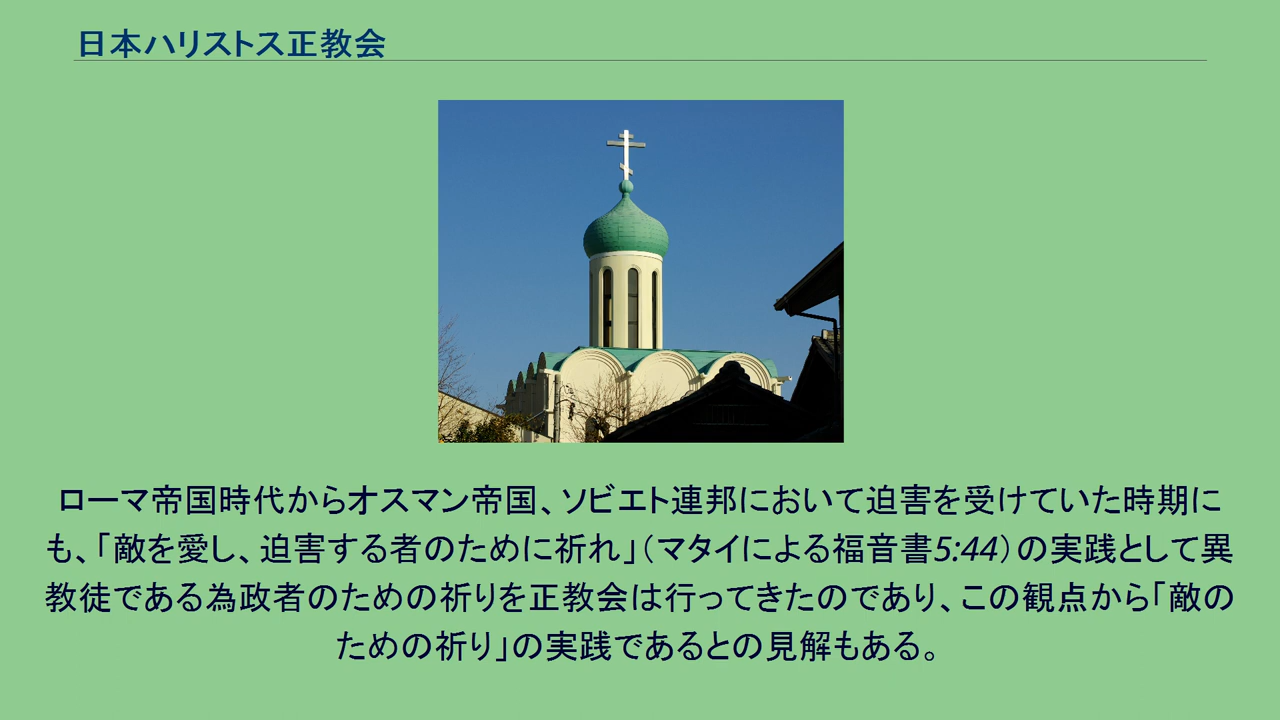 日本ハリストス正教会
ローマ帝国時代からオスマン帝国、ソビエト連邦において迫害を受けていた時期に
も、「敵を愛し、迫害する者のために祈れ」（マタイによる福音書5:44）の実践として異
教徒である為政者のための祈りを正教会は行ってきたのであり、この観点から「敵の
ための祈り」の実践であるとの見解もある。